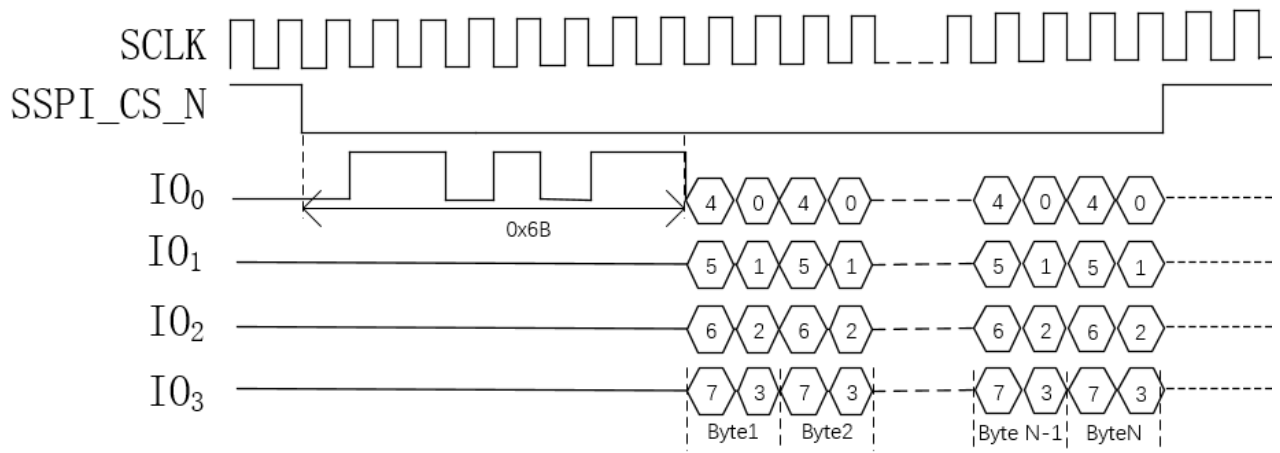 SCLK
SSPI_CS_N
IO0
4 0 4 0 4 0 4 0
0x6B
IO1
5 1 5 1 5 1 5 1
IO2
6 2 6 2 6 2 6 2
IO3
7 3 7 3 7 3 7 3
Byte1 Byte2 Byte N-1 ByteN